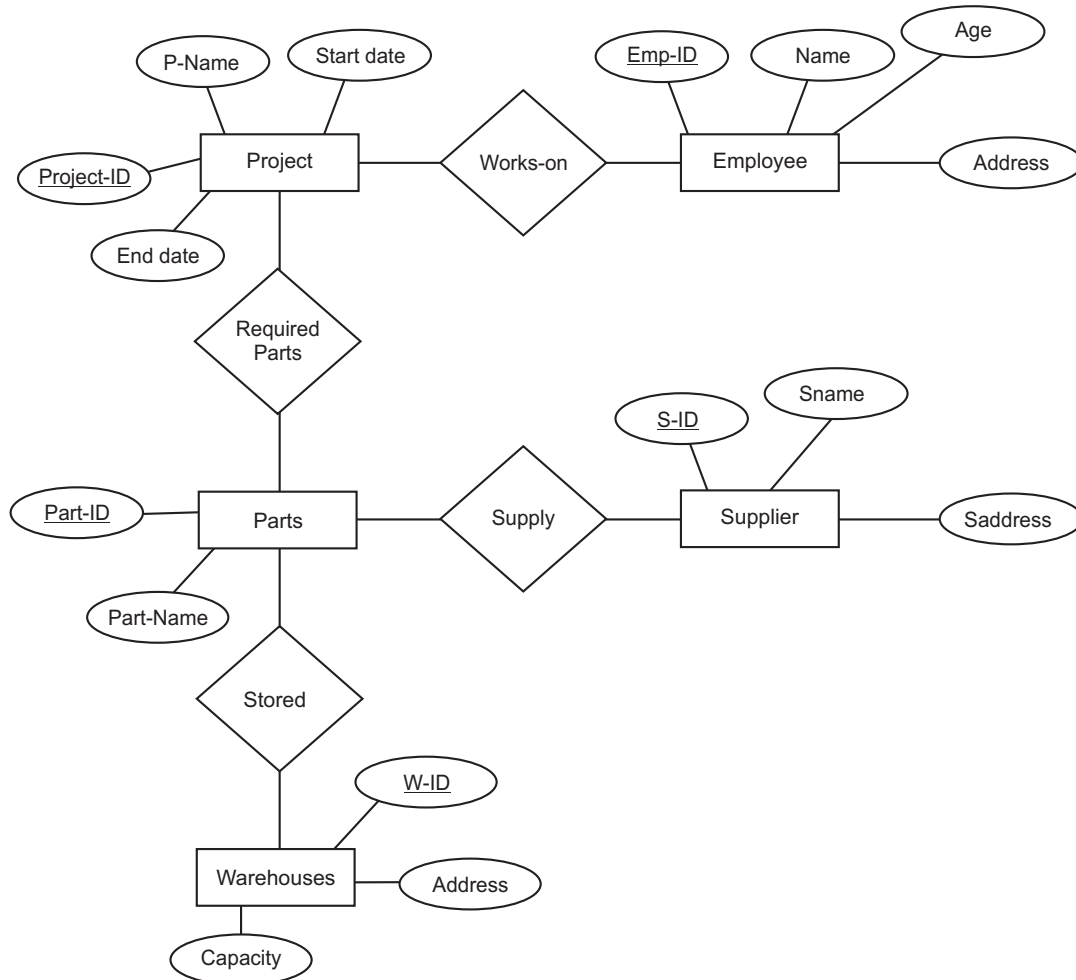 Age
P-Name
Start date
Emp-ID
Name
Project
Works-on
Employee
Address
Project-ID
End date
Required
Parts
Sname
S-ID
Part-ID
Parts
Supply
Supplier
Saddress
Part-Name
Stored
W-ID
Warehouses
Address
Capacity